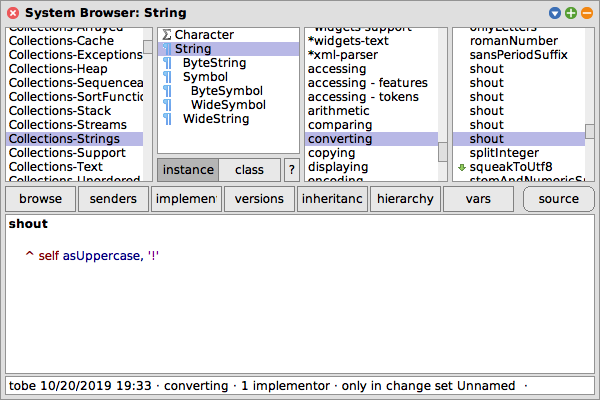 System Browser: String
Collections-Arrayed
Collections-Cache
Collections-Exceptions
Collections-Heap
Collections-Sequenceab
Collections-SortFunctio
Collections-Stack
Collections-Streams
Collections-Strings
Collections-Support
Collections-Text
Collections-Unordered
Character
String
ByteString
Symbol
ByteSymbol
WideSymbol
WideString
instance
class
?
*widgets-support
*widgets-text
*xml-parser
accessing
accessing - features
accessing - tokens
arithmetic
comparing
converting
copying
displaying
encoding
onlyLetters
romanNumber
sansPeriodSuffix
shout
shout
shout
shout
shout
shout
splitInteger
squeakToUtf8
stemAndNumericSu
browse
senders
implement
versions
inheritanc
hierarchy
vars
source
shout
^ self asUppercase, '!'
tobe 10/20/2019 19:33 · converting · 1 implementor · only in change set Unnamed ·